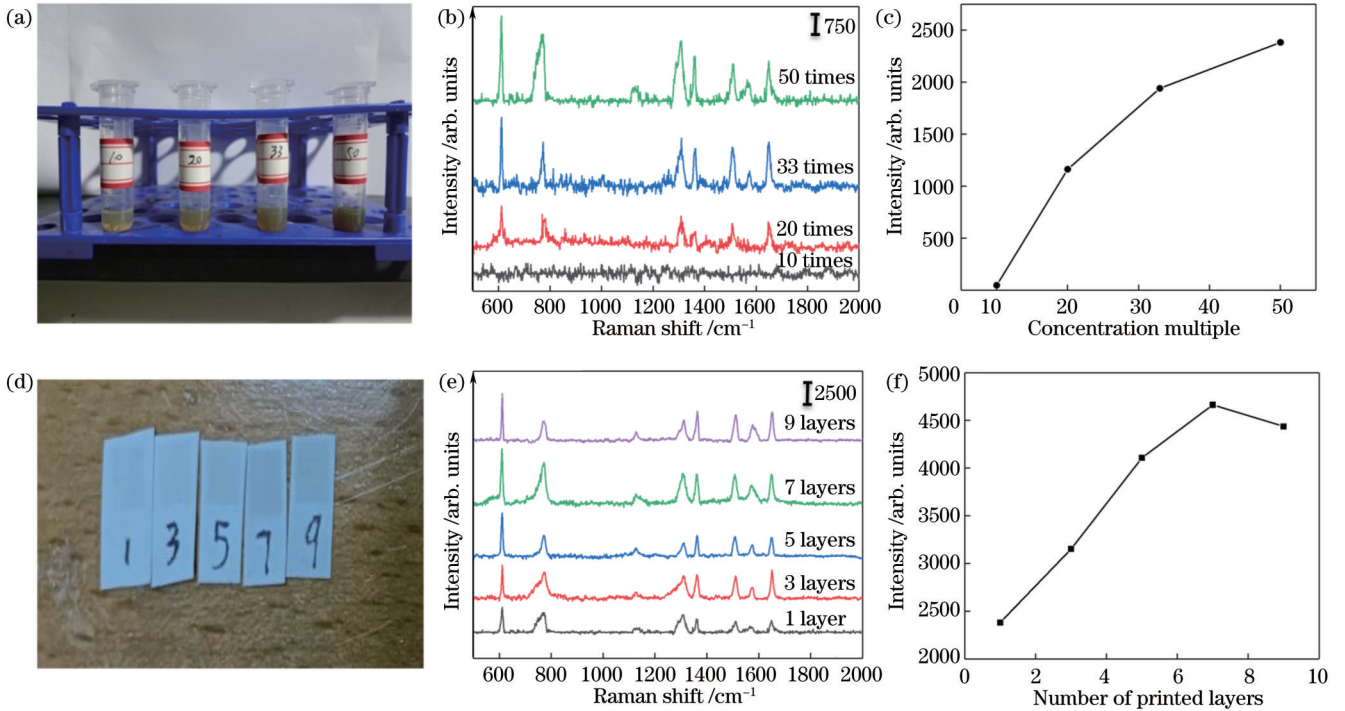 (a)
10
20
33
50
(b)
Intensity /arb. units
750
50 times
33 times
20 times
10 times
600 800 1000 1200 1400 1600 1800 2000
Raman shift /cm⁻¹
(c)
Intensity /arb. units
2500
2000
1500
1000
500
0 10 20 30 40 50
Concentration multiple
(d)
1
3
5
7
9
(e)
Intensity /arb. units
2500
9 layers
7 layers
5 layers
3 layers
1 layer
600 800 1000 1200 1400 1600 1800 2000
Raman shift /cm⁻¹
(f)
Intensity /arb. units
5000
4500
4000
3500
3000
2500
2000
0 2 4 6 8 10
Number of printed layers